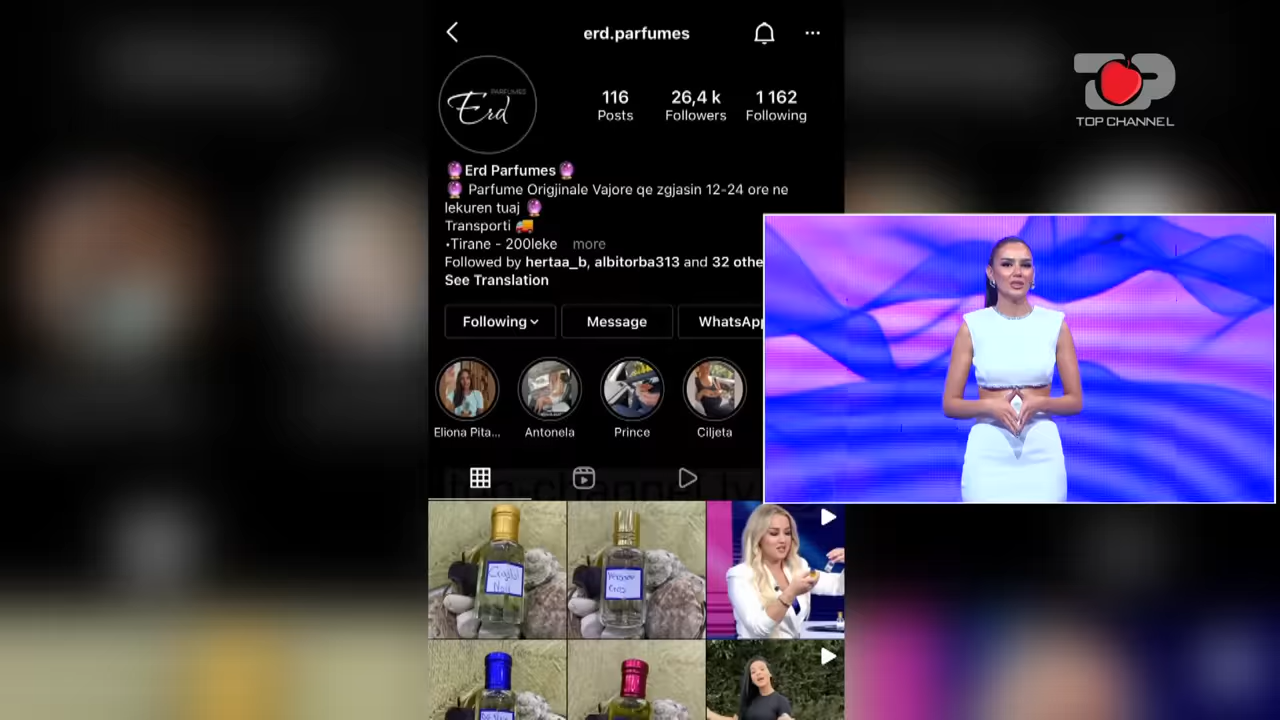 erd.parfumes
TOP CHANNEL
PARFUMES
Erd
116
Posts
26,4 k
Followers
1 162
Following
🔮Erd Parfumes🔮
🔮 Parfume Origjinale Vajore qe zgjasin 12-24 ore ne
lekuren tuaj 🔮
Transporti 🚚
•Tirane - 200leke more
Followed by hertaa_b, albitorba313 and 32 othe
See Translation
Following
Message
WhatsApp
Eliona Pita...
Antonela
Prince
Ciljeta